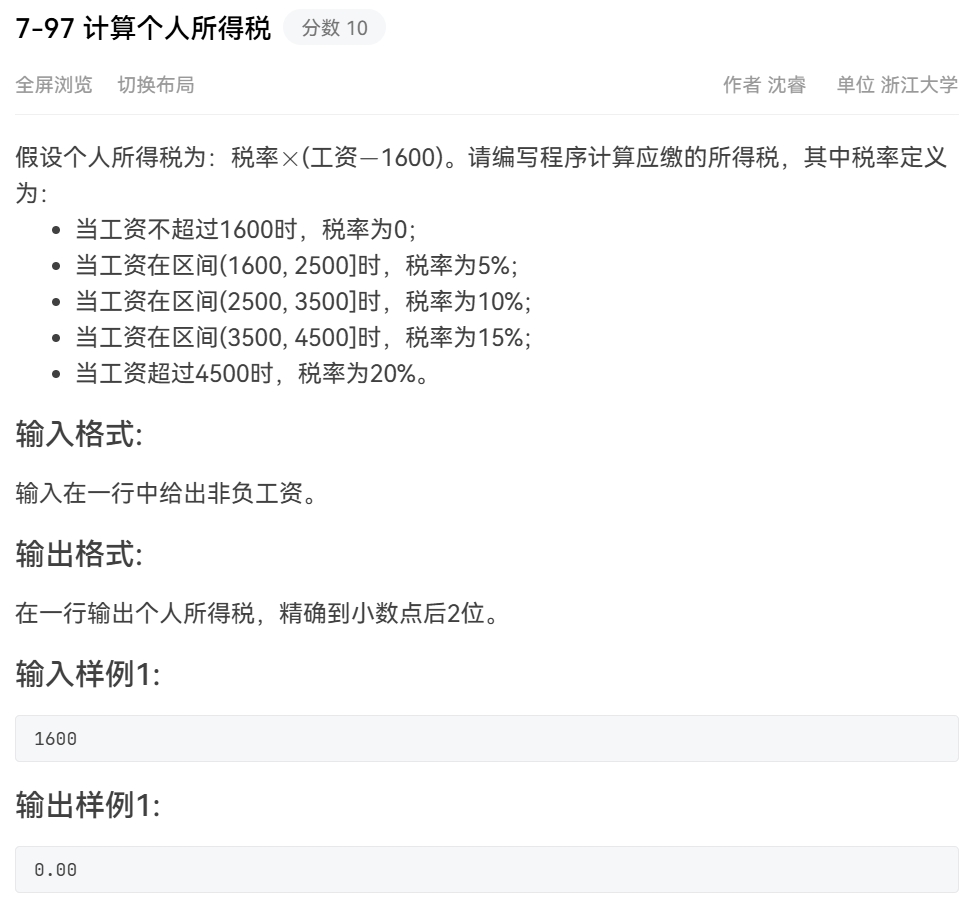 7-97 计算个人所得税 分数 10
全屏浏览 切换布局 作者 沈睿 单位 浙江大学
假设个人所得税为：税率×(工资−1600)。请编写程序计算应缴的所得税，其中税率定义
为：
• 当工资不超过1600时，税率为0;
• 当工资在区间(1600, 2500]时，税率为5%;
• 当工资在区间(2500, 3500]时，税率为10%;
• 当工资在区间(3500, 4500]时，税率为15%;
• 当工资超过4500时，税率为20%。
输入格式:
输入在一行中给出非负工资。
输出格式:
在一行输出个人所得税，精确到小数点后2位。
输入样例1:
1600
输出样例1:
0.00